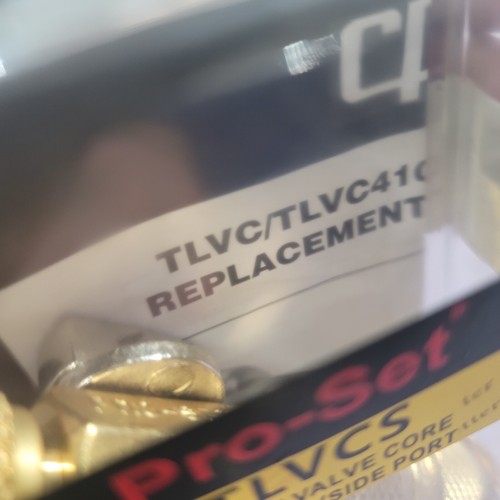 TLVC/TLVC410
REPLACEMENT
Pro-Set
TLVCS
VALVE CORE
SIDE PORT